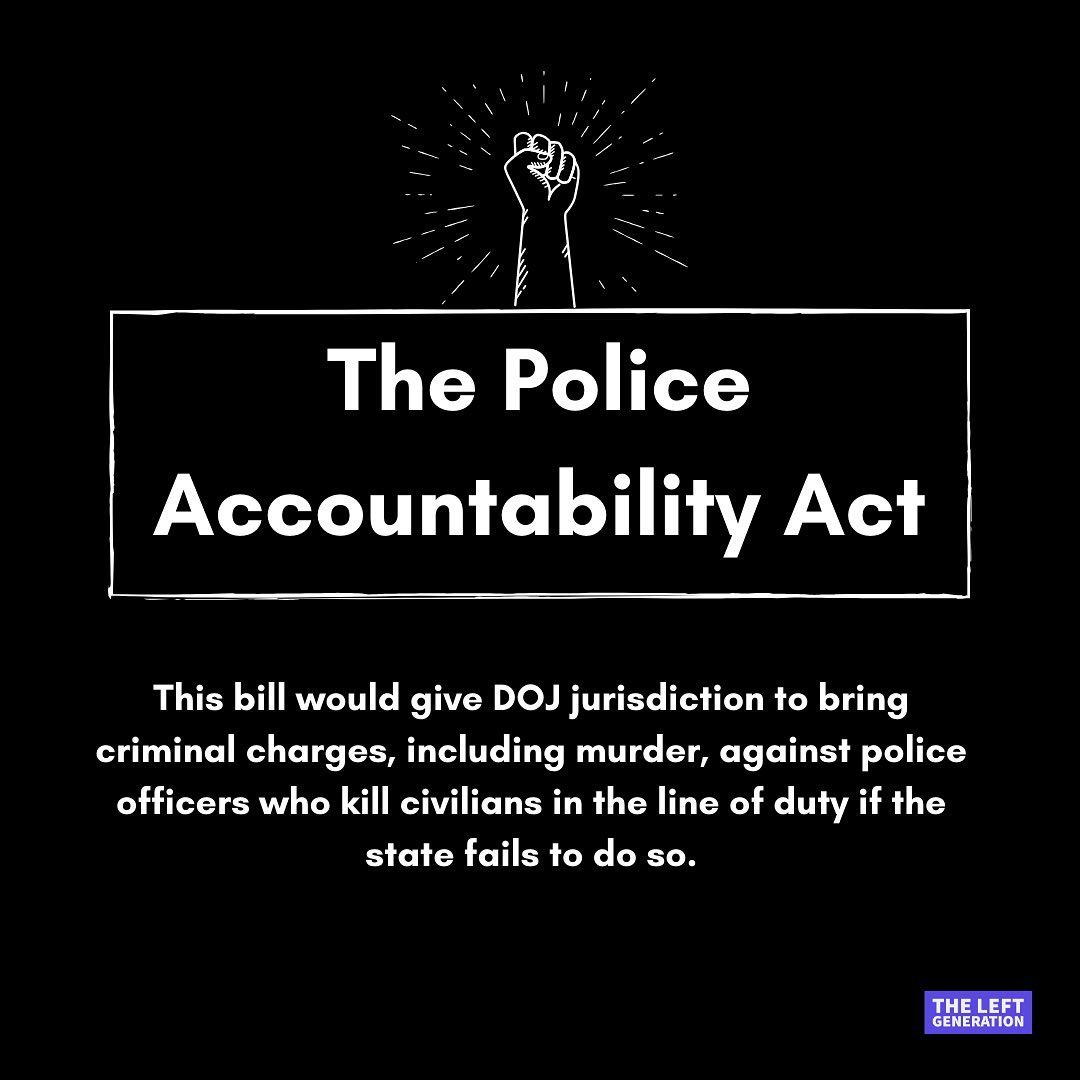 The Police
Accountability Act
This bill would give DOJ jurisdiction to bring
criminal charges, including murder, against police
officers who kill civilians in the line of duty if the
state fails to do so.
THE LEFT
GENERATION